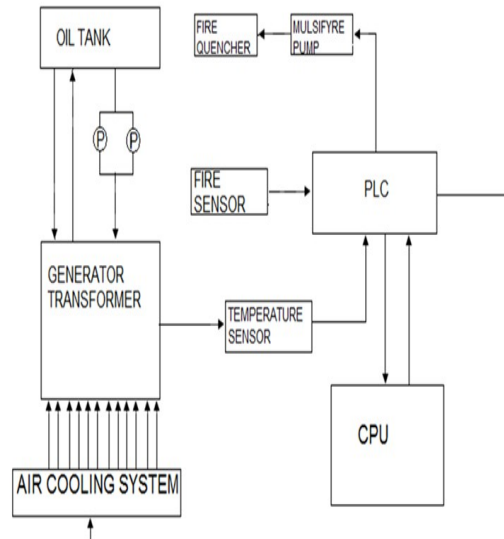 OIL TANK
FIRE
QUENCHER
MULSIFYRE
PUMP
P
P
FIRE
SENSOR
PLC
GENERATOR
TRANSFORMER
TEMPERATURE
SENSOR
CPU
AIR COOLING SYSTEM